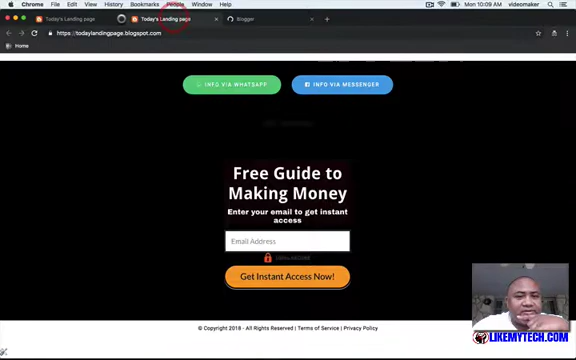 Chrome File Edit View History Bookmarks People Window Help Mon 10:09 AM videomaker
Today's Landing page Today's Landing page Blogger
https://todaylandingpage.blogspot.com
Home
INFO VIA WHATSAPP INFO VIA MESSENGER
Free Guide to
Making Money
Enter your email to get instant
access
Email Address
Get Instant Access Now!
© Copyright 2018 - All Rights Reserved | Terms of Service | Privacy Policy
LIKEMYTECH.COM